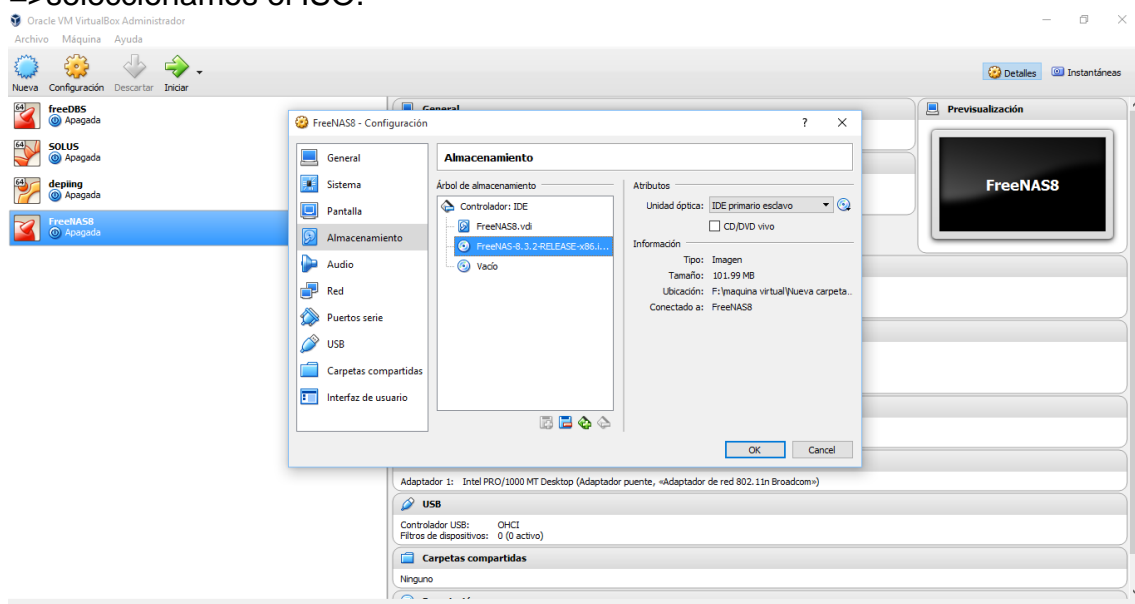 =>seleccionamos el ISO:
Oracle VM VirtualBox Administrador
Archivo Máquina Ayuda
Nueva Configuración Descartar Iniciar
Detalles Instantáneas
64 freeDBS
Apagada
64 SOLUS
Apagada
64 depiing
Apagada
FreeNAS8
Apagada
General
Previsualización
FreeNAS8
FreeNAS8 - Configuración ? ×
General
Sistema
Pantalla
Almacenamiento
Audio
Red
Puertos serie
USB
Carpetas compartidas
Interfaz de usuario
Almacenamiento
Árbol de almacenamiento
Controlador: IDE
FreeNAS8.vdi
FreeNAS-8.3.2-RELEASE-x86.i...
Vacío
Atributos
Unidad óptica: IDE primario esclavo
CD/DVD vivo
Información
Tipo: Imagen
Tamaño: 101.99 MB
Ubicación: F:\maquina virtual\Nueva carpeta...
Conectado a: FreeNAS8
OK Cancel
Adaptador 1: Intel PRO/1000 MT Desktop (Adaptador puente, «Adaptador de red 802.11n Broadcom»)
USB
Controlador USB: OHCI
Filtros de dispositivos: 0 (0 activo)
Carpetas compartidas
Ninguno